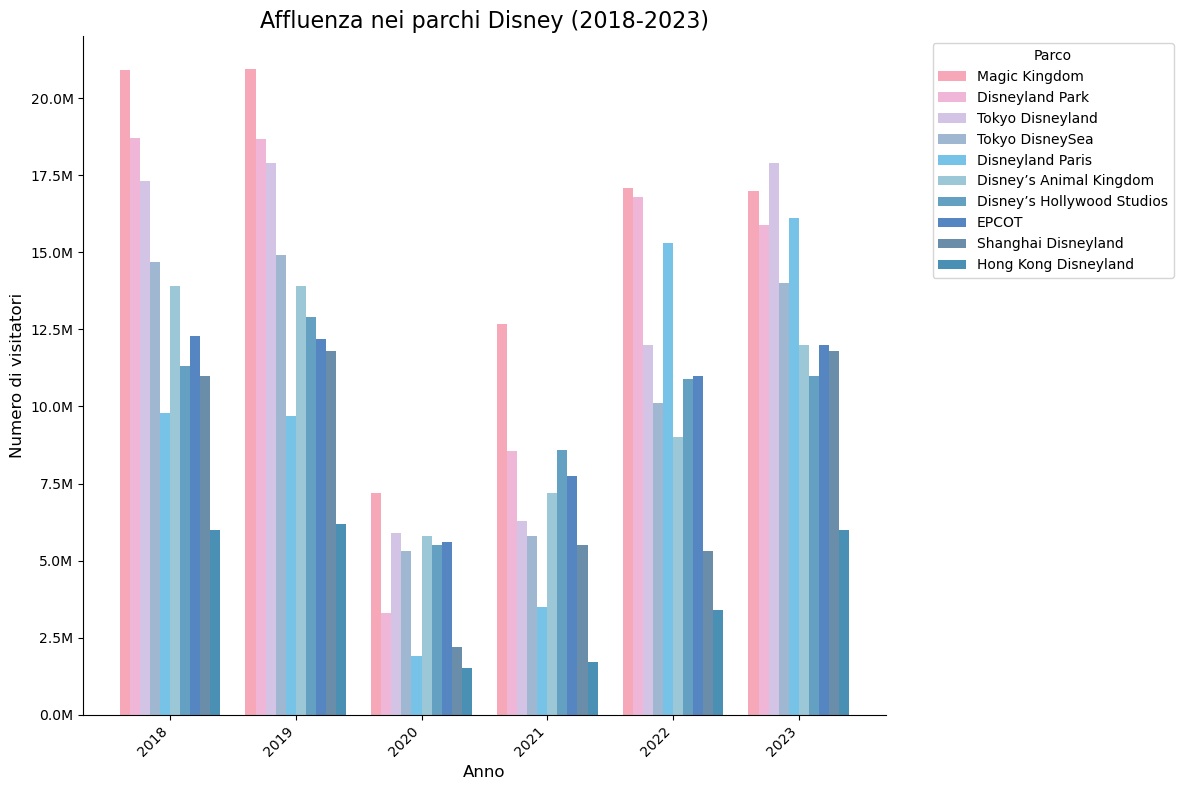 Affluenza nei parchi Disney (2018-2023)
Numero di visitatori
20.0M
17.5M
15.0M
12.5M
10.0M
7.5M
5.0M
2.5M
0.0M
2018
2019
2020
2021
2022
2023
Anno
Parco
Magic Kingdom
Disneyland Park
Tokyo Disneyland
Tokyo DisneySea
Disneyland Paris
Disney’s Animal Kingdom
Disney’s Hollywood Studios
EPCOT
Shanghai Disneyland
Hong Kong Disneyland